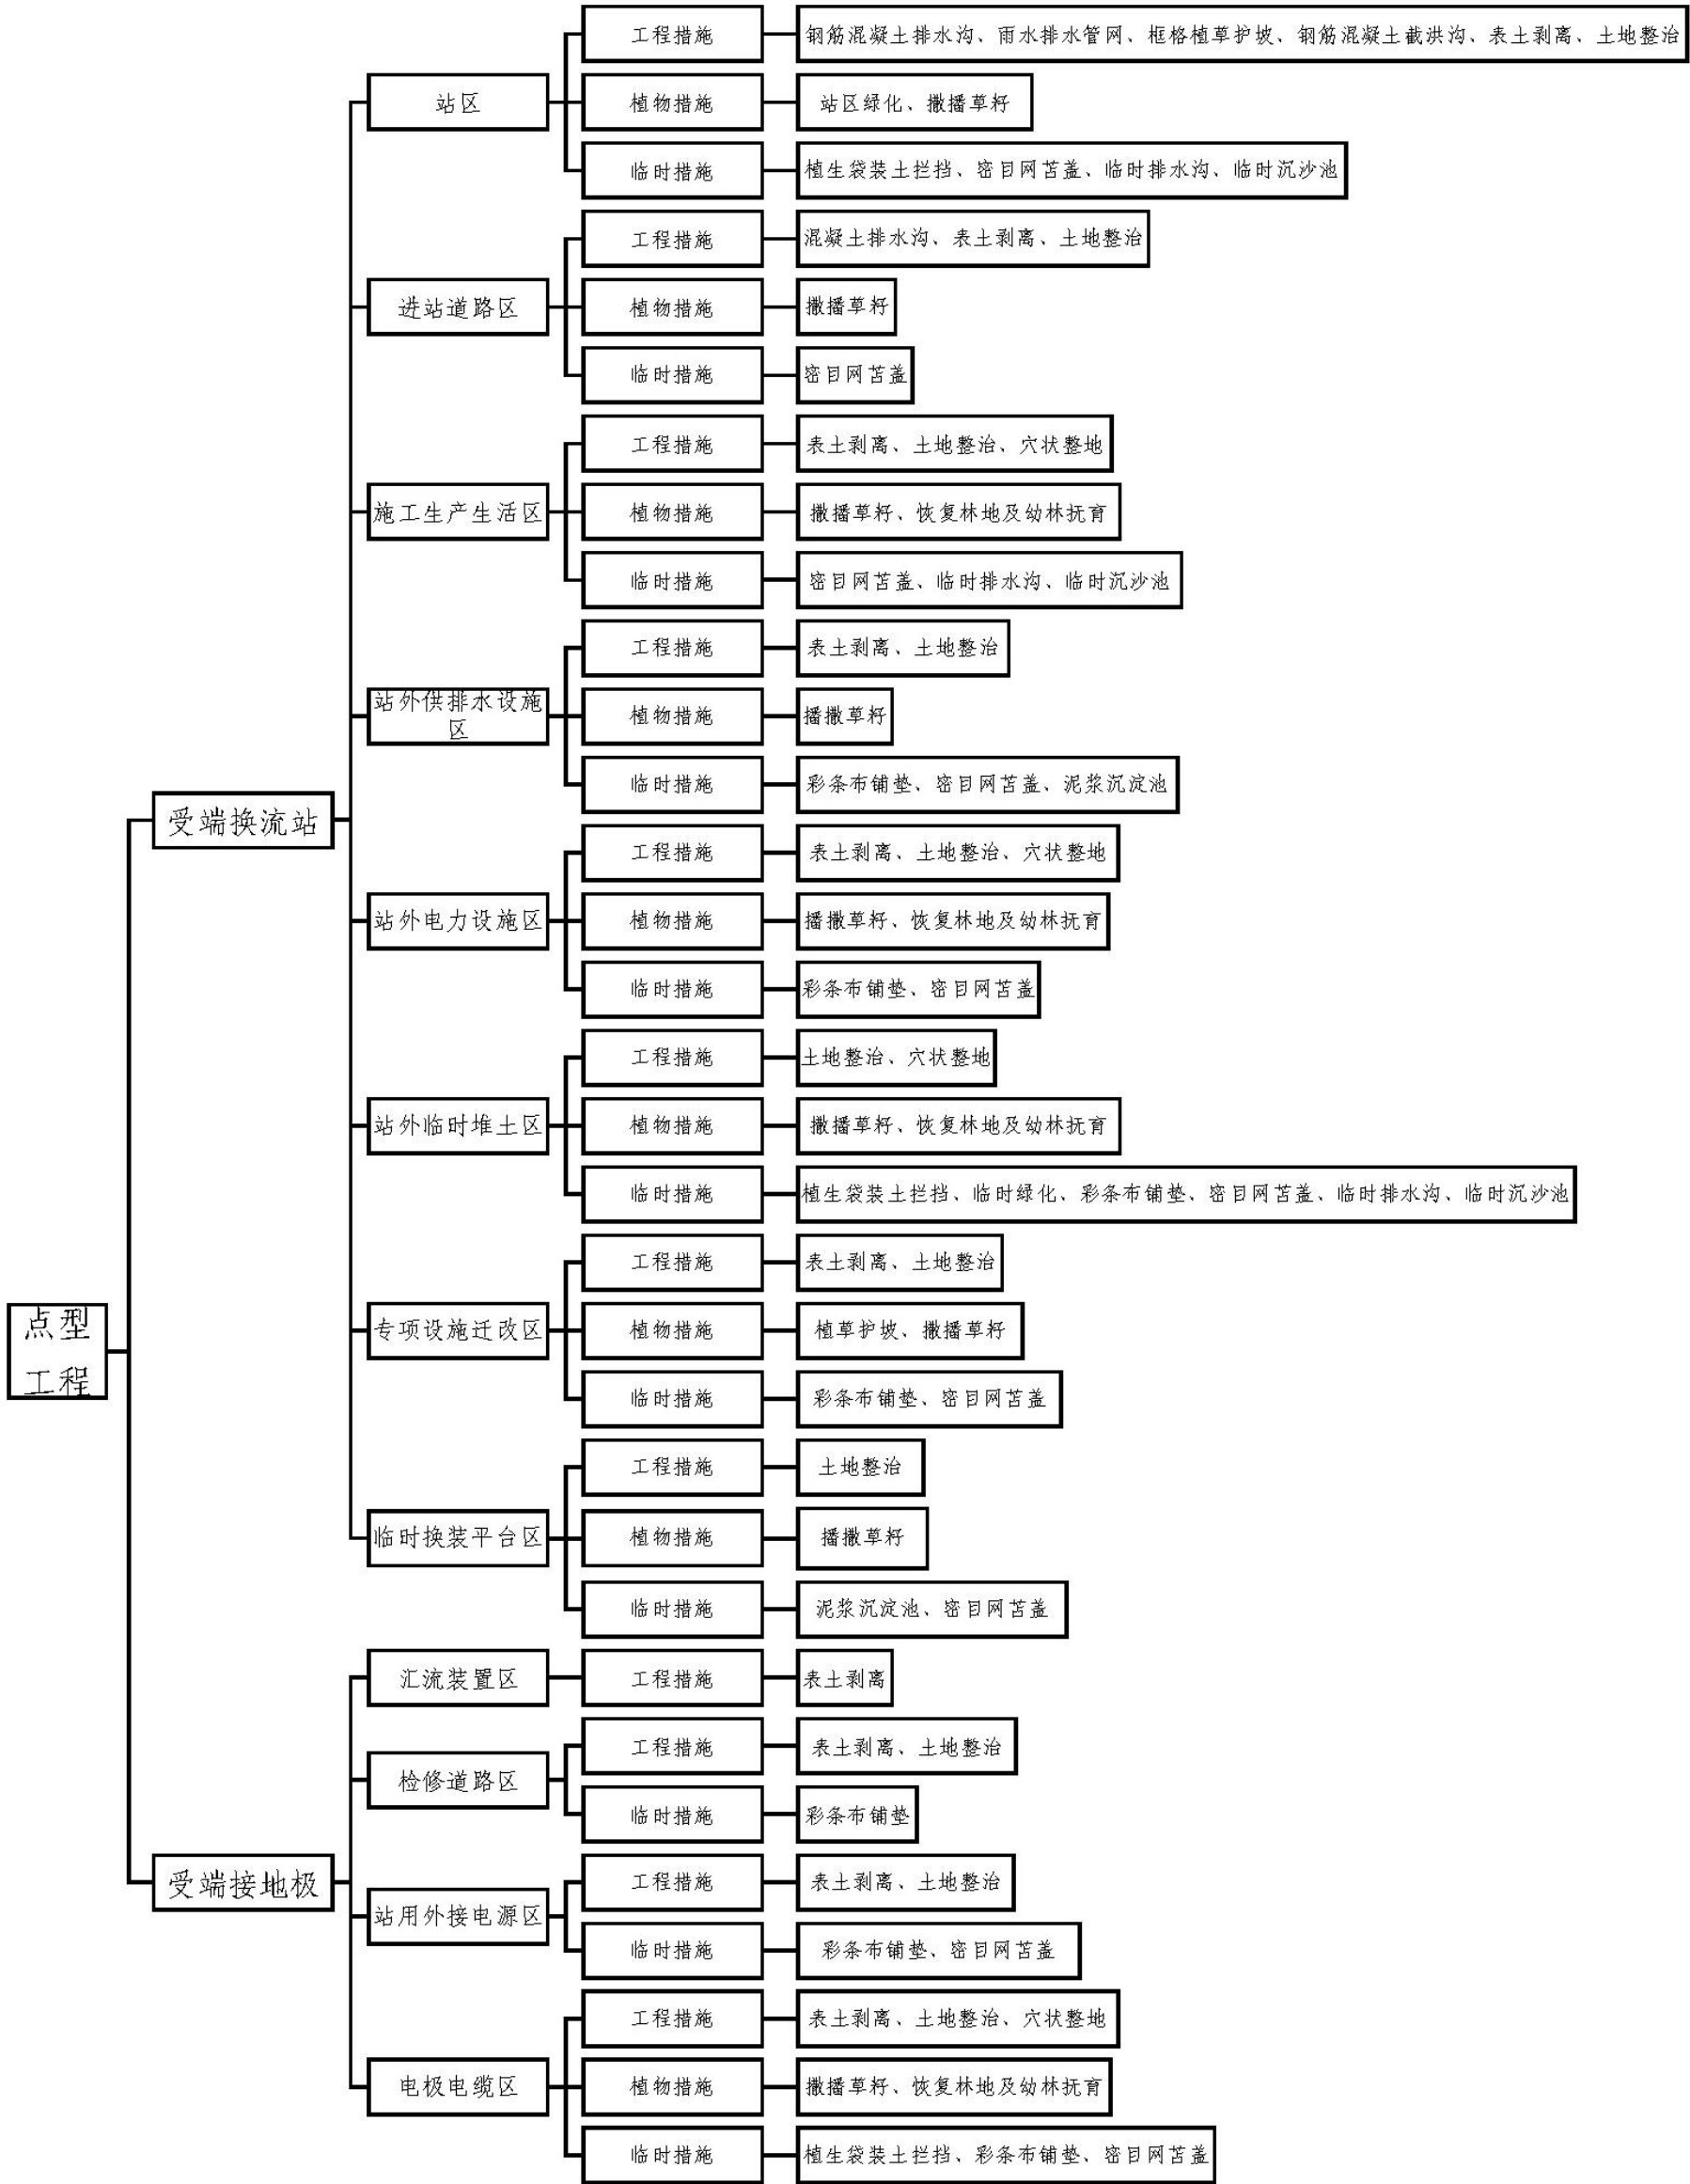 工程措施
钢筋混凝土排水沟、雨水排水管网、框格植草护坡、钢筋混凝土截洪沟、表土剥离、土地整治
站区
植物措施
站区绿化、撒播草籽
临时措施
植生袋装土拦挡、密目网苫盖、临时排水沟、临时沉沙池
工程措施
混凝土排水沟、表土剥离、土地整治
进站道路区
植物措施
撒播草籽
临时措施
密目网苫盖
工程措施
表土剥离、土地整治、穴状整地
施工生产生活区
植物措施
撒播草籽、恢复林地及幼林抚育
临时措施
密目网苫盖、临时排水沟、临时沉沙池
工程措施
表土剥离、土地整治
站外供排水设施
区
植物措施
播撒草籽
临时措施
彩条布铺垫、密目网苫盖、泥浆沉淀池
受端换流站
工程措施
表土剥离、土地整治、穴状整地
站外电力设施区
植物措施
播撒草籽、恢复林地及幼林抚育
临时措施
彩条布铺垫、密目网苫盖
工程措施
土地整治、穴状整地
站外临时堆土区
植物措施
撒播草籽、恢复林地及幼林抚育
临时措施
植生袋装土拦挡、临时绿化、彩条布铺垫、密目网苫盖、临时排水沟、临时沉沙池
工程措施
表土剥离、土地整治
点型
工程
专项设施迁改区
植物措施
植草护坡、撒播草籽
临时措施
彩条布铺垫、密目网苫盖
工程措施
土地整治
临时换装平台区
植物措施
播撒草籽
临时措施
泥浆沉淀池、密目网苫盖
汇流装置区
工程措施
表土剥离
工程措施
表土剥离、土地整治
检修道路区
临时措施
彩条布铺垫
受端接地极
工程措施
表土剥离、土地整治
站用外接电源区
临时措施
彩条布铺垫、密目网苫盖
工程措施
表土剥离、土地整治、穴状整地
电极电缆区
植物措施
撒播草籽、恢复林地及幼林抚育
临时措施
植生袋装土拦挡、彩条布铺垫、密目网苫盖